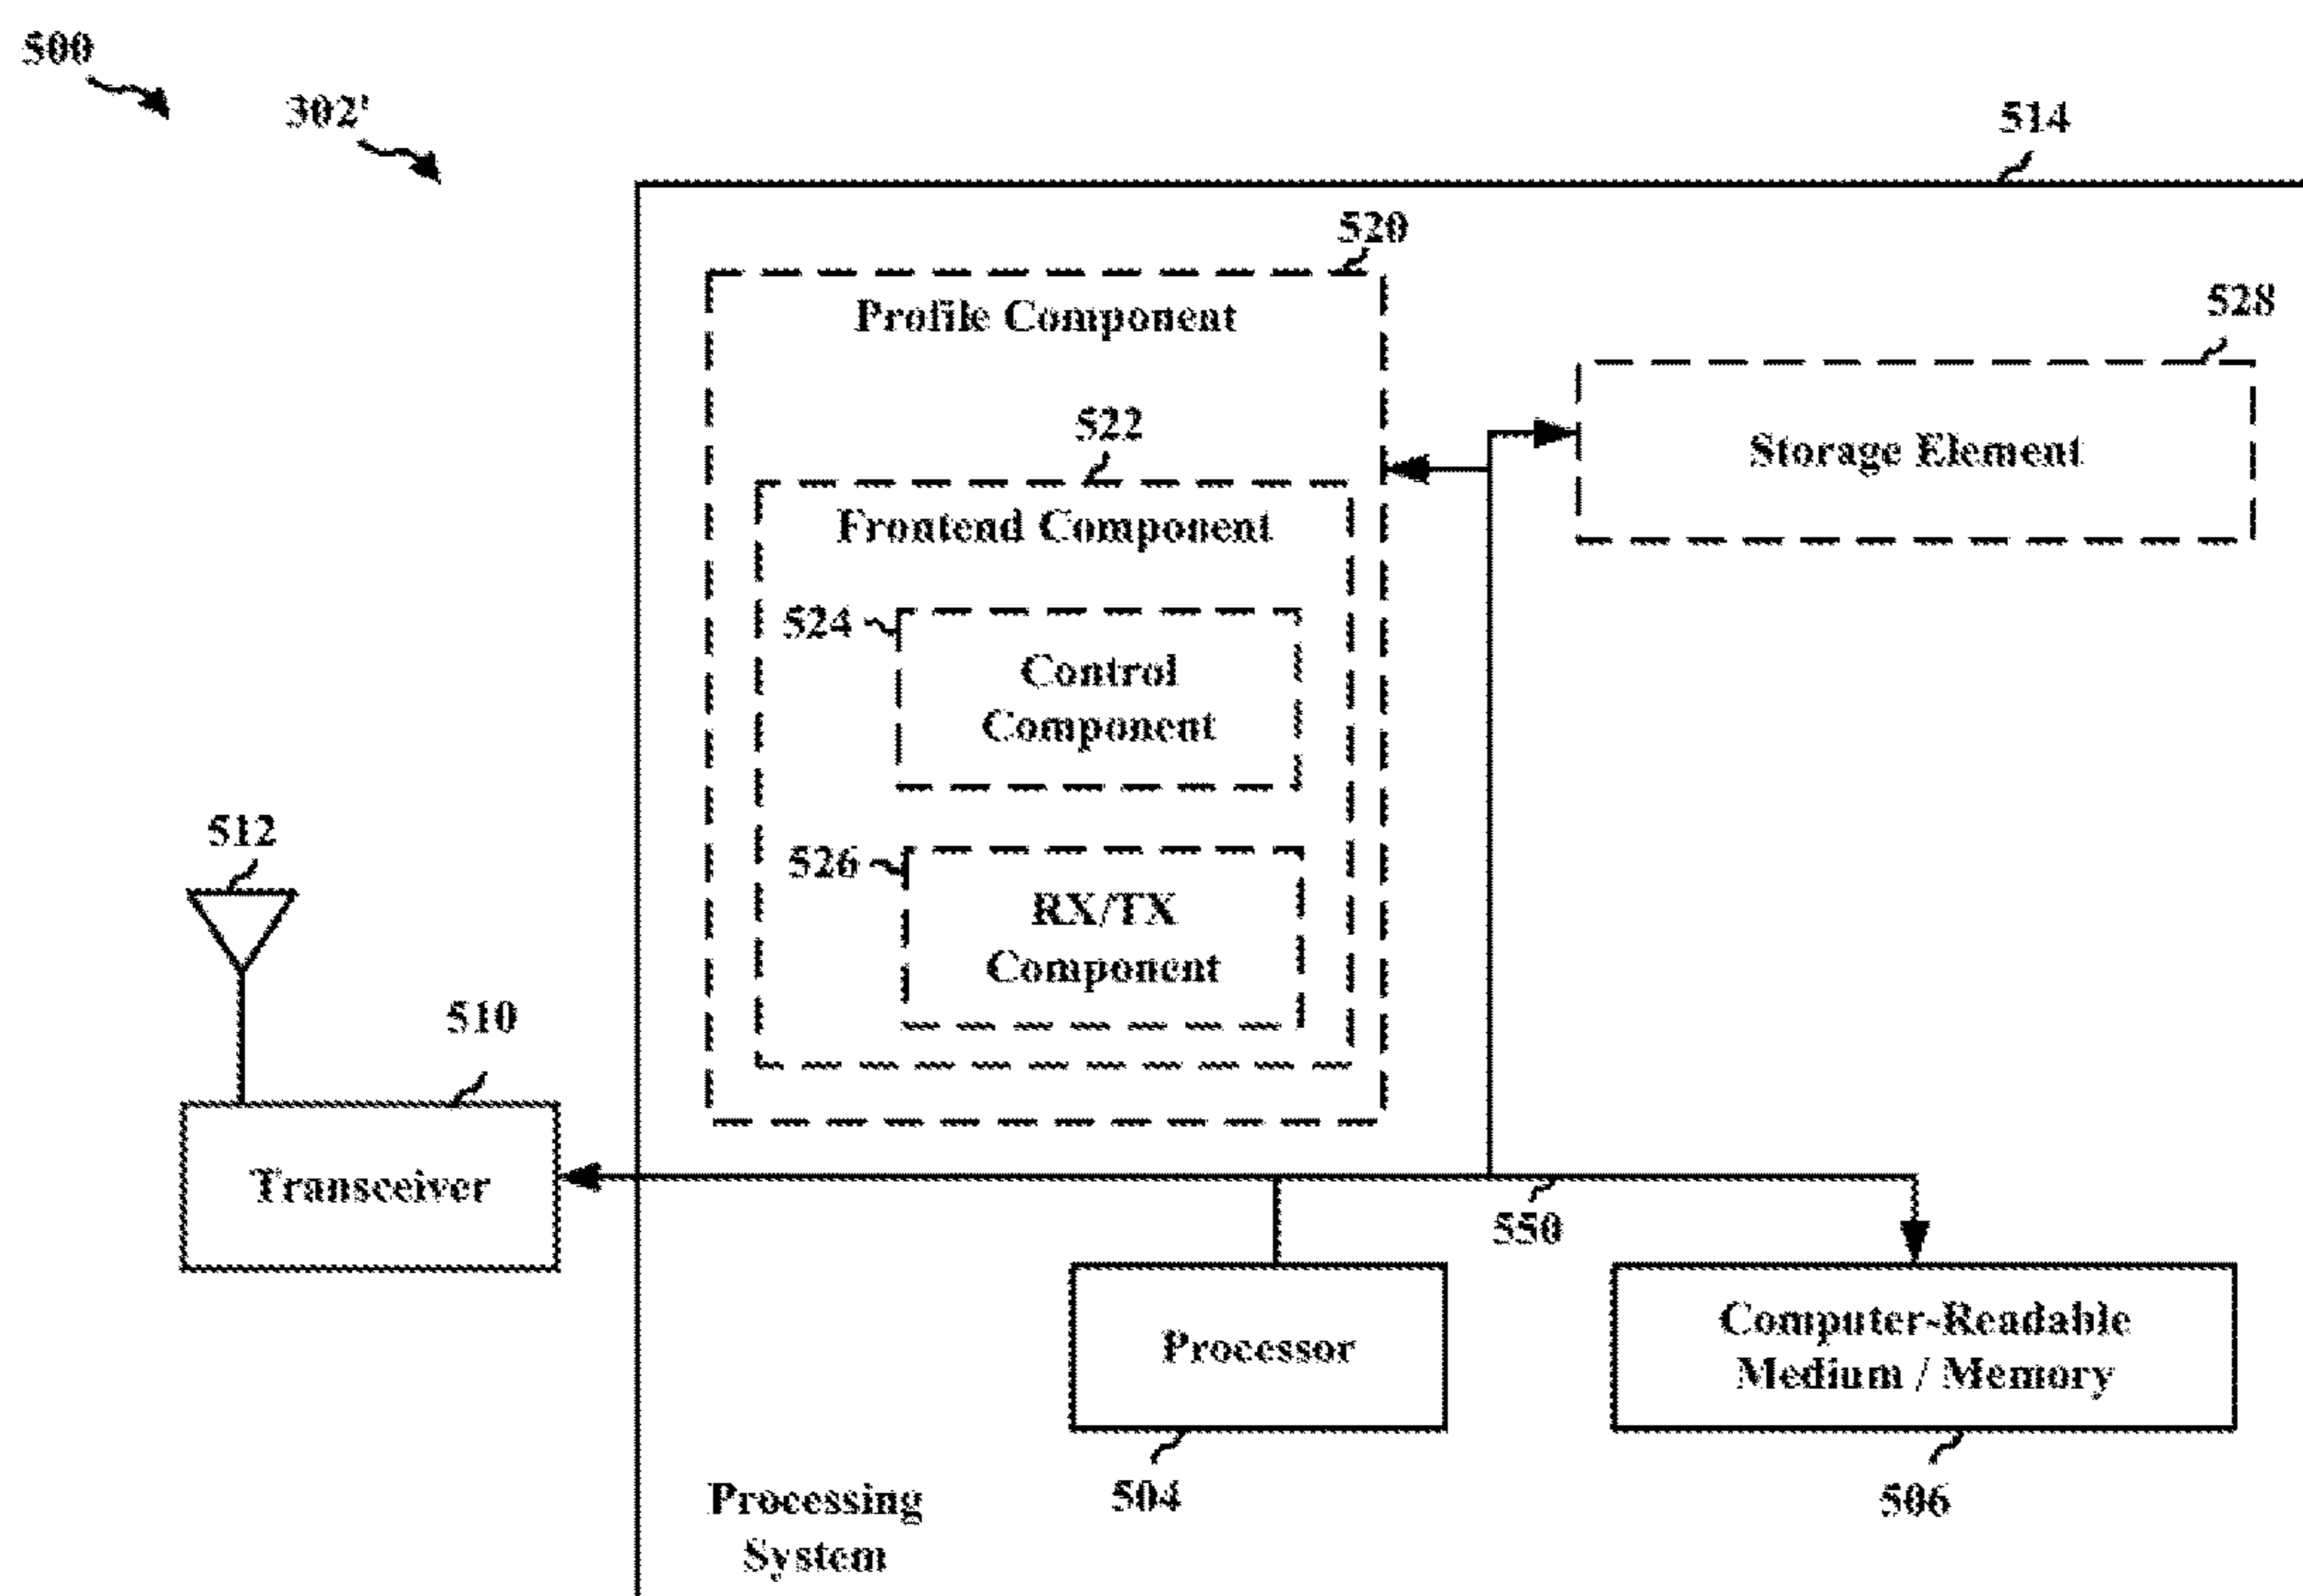 500
302'
514
520
Profile Component
528
Storage Element
522
Frontend Component
524
Control
Component
526
RX/TX
Component
512
510
Transceiver
550
Processor
Computer-Readable
Medium / Memory
504
506
Processing
System